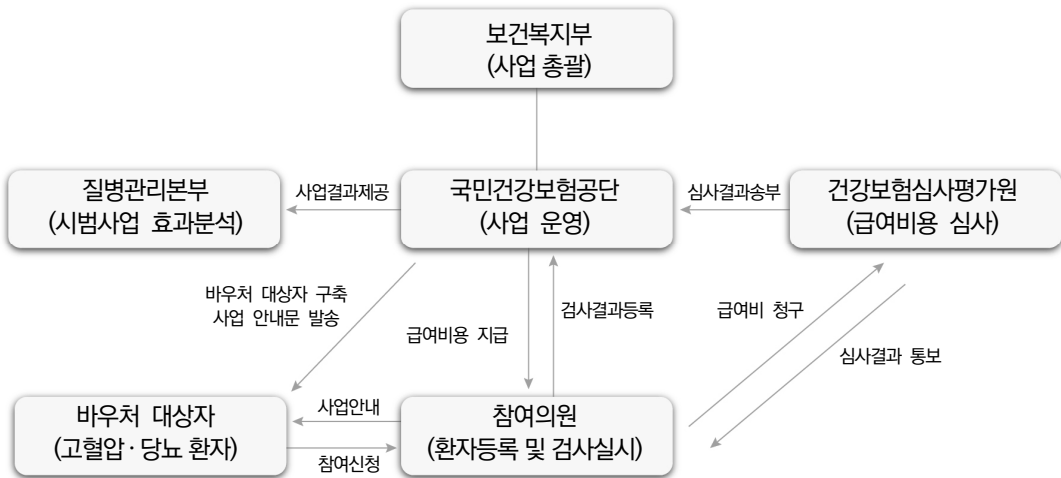 보건복지부
(사업 총괄)
질병관리본부
(시범사업 효과분석)
사업결과제공
국민건강보험공단
(사업 운영)
심사결과송부
건강보험심사평가원
(급여비용 심사)
바우처 대상자 구축
사업 안내문 발송
급여비용 지급
검사결과등록
급여비 청구
심사결과 통보
바우처 대상자
(고혈압·당뇨 환자)
사업안내
참여신청
참여의원
(환자등록 및 검사실시)